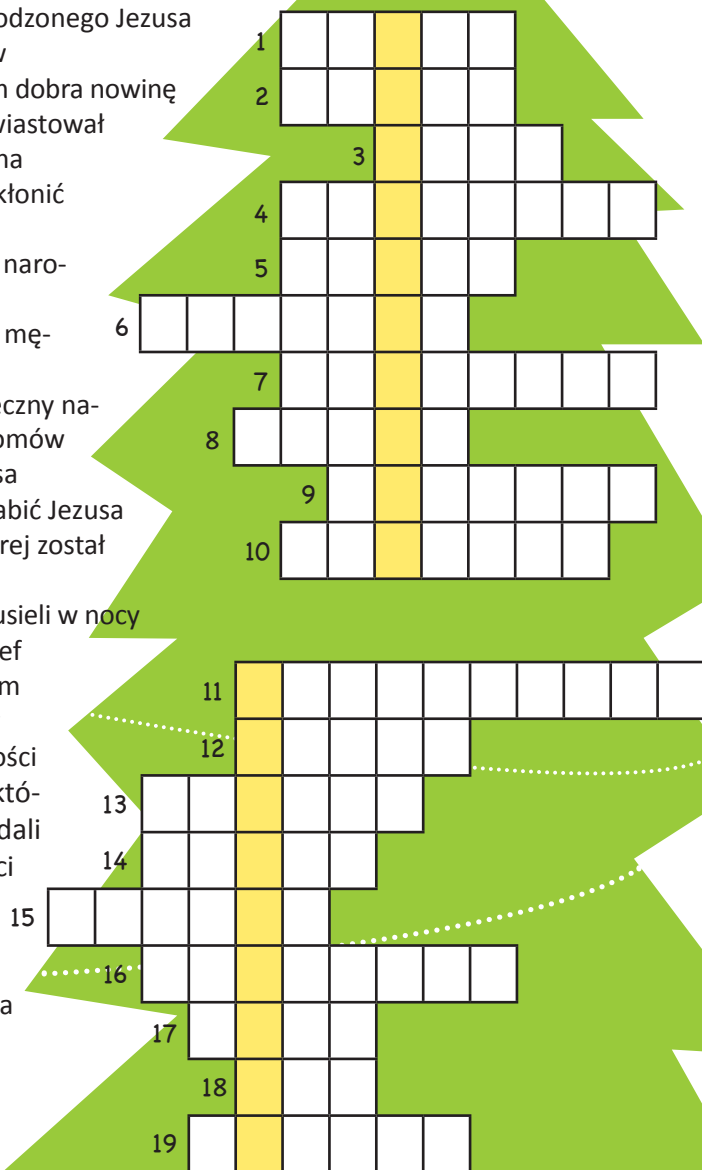 odzonego Jezusa
dobra nowinę
wiastował
na
kłonić
naro-
mę-
eczny na-
omów
sa
abić Jezusa
rej został
usieli w nocy
ef
m
ości
któ-
dali
ci
a
1
2
3
4
5
6
7
8
9
10
11
12
13
14
15
16
17
18
19